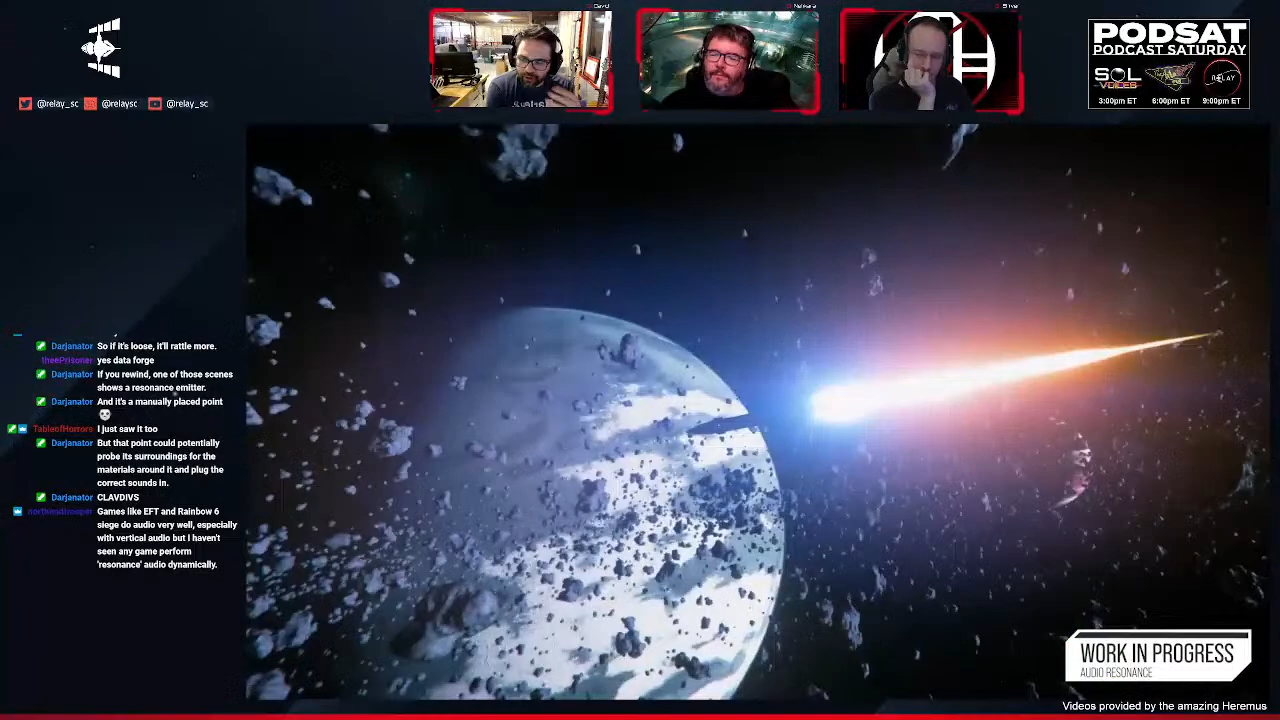 PODSAT
PODCAST SATURDAY
SOL
VOICES
RELAY
3:00pm ET
6:00pm ET
9:00pm ET
@relay_sc
@relaysc
@relay_sc
Darjanator So if it's loose, it'll rattle more.
theePrisoner yes data forge
Darjanator If you rewind, one of those scenes
shows a resonance emitter.
Darjanator And it's a manually placed point
TableofHorrors I just saw it too
Darjanator But that point could potentially
probe its surroundings for the
materials around it and plug the
correct sounds in.
Darjanator CLAVDIVS
Games like EFT and Rainbow 6
siege do audio very well, especially
with vertical audio but I haven't
seen any game perform
'resonance' audio dynamically.
WORK IN PROGRESS
AUDIO RESONANCE
Videos provided by the amazing Heremus